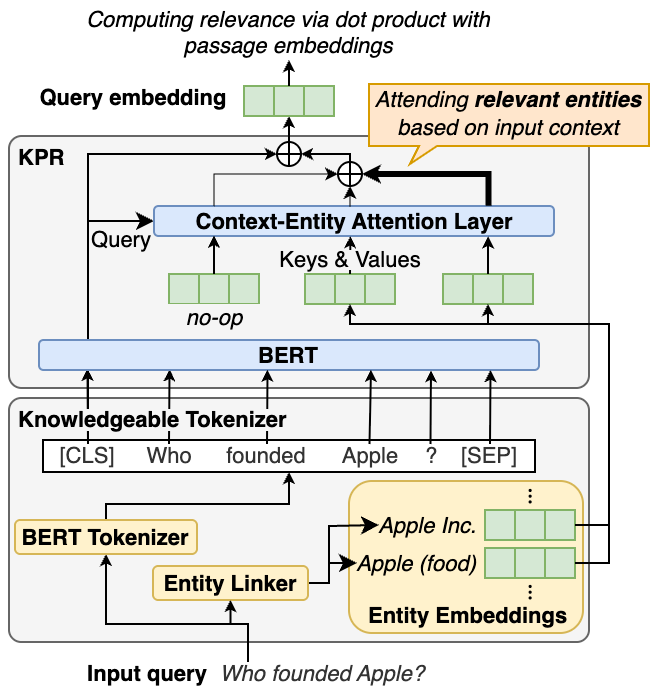 Computing relevance via dot product with
passage embeddings
Query embedding
Attending relevant entities
based on input context
KPR
Context-Entity Attention Layer
Query
Keys & Values
no-op
BERT
Knowledgeable Tokenizer
[CLS] Who founded Apple ? [SEP]
BERT Tokenizer
Apple Inc.
Entity Linker
Apple (food)
Entity Embeddings
Input query Who founded Apple?